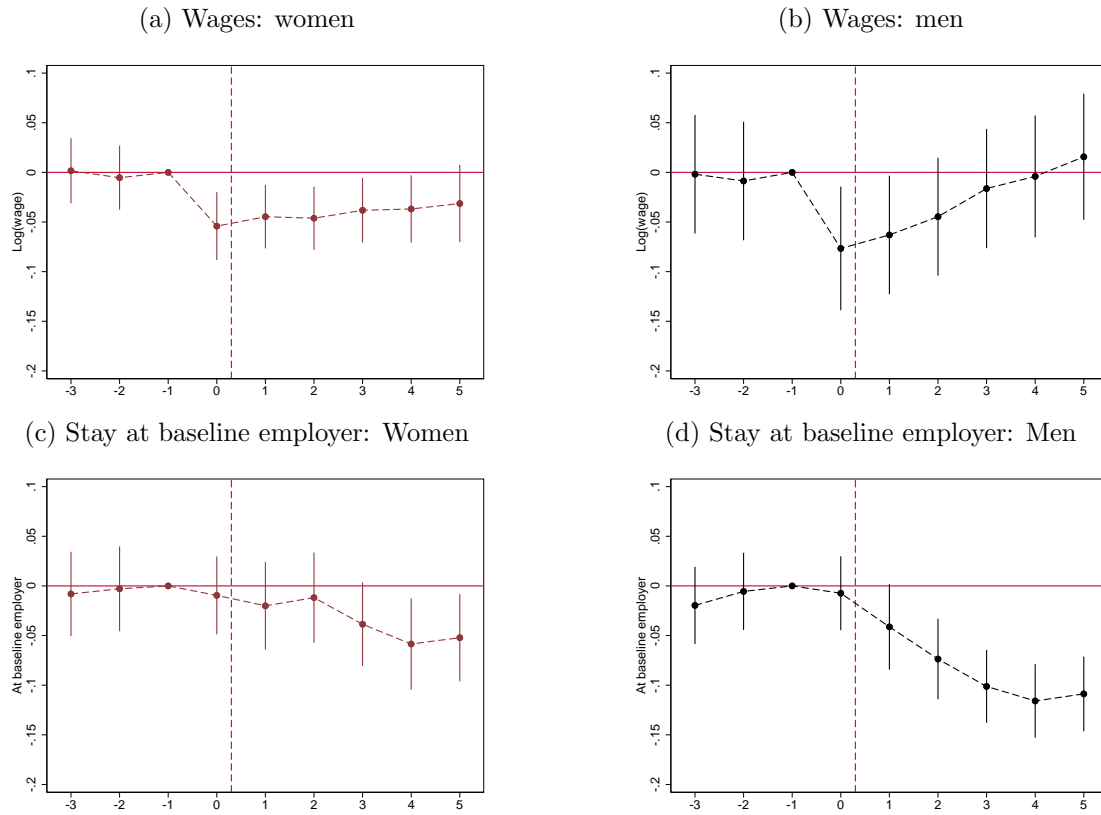 (a) Wages: women
(b) Wages: men
.1
.05
0
-.05
-.1
-.15
-.2
Log(wage)
-3 -2 -1 0 1 2 3 4 5
.1
.05
0
-.05
-.1
-.15
-.2
Log(wage)
-3 -2 -1 0 1 2 3 4 5
(c) Stay at baseline employer: Women
(d) Stay at baseline employer: Men
.1
.05
0
-.05
-.1
-.15
-.2
At baseline employer
-3 -2 -1 0 1 2 3 4 5
.1
.05
0
-.05
-.1
-.15
-.2
At baseline employer
-3 -2 -1 0 1 2 3 4 5